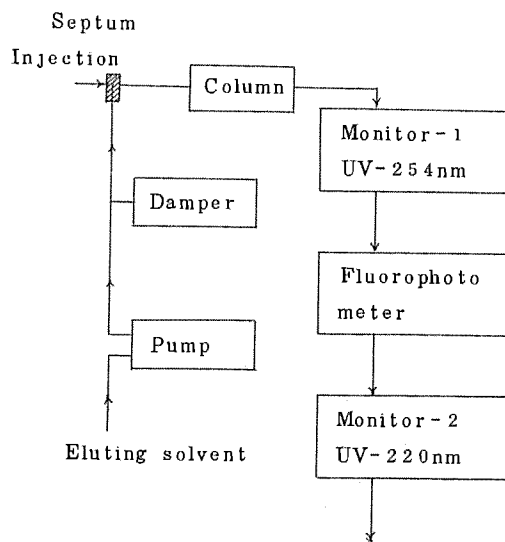 Septum
Injection
Column
Monitor-1
UV-254nm
Damper
Fluorophoto
meter
Pump
Monitor-2
UV-220nm
Eluting solvent